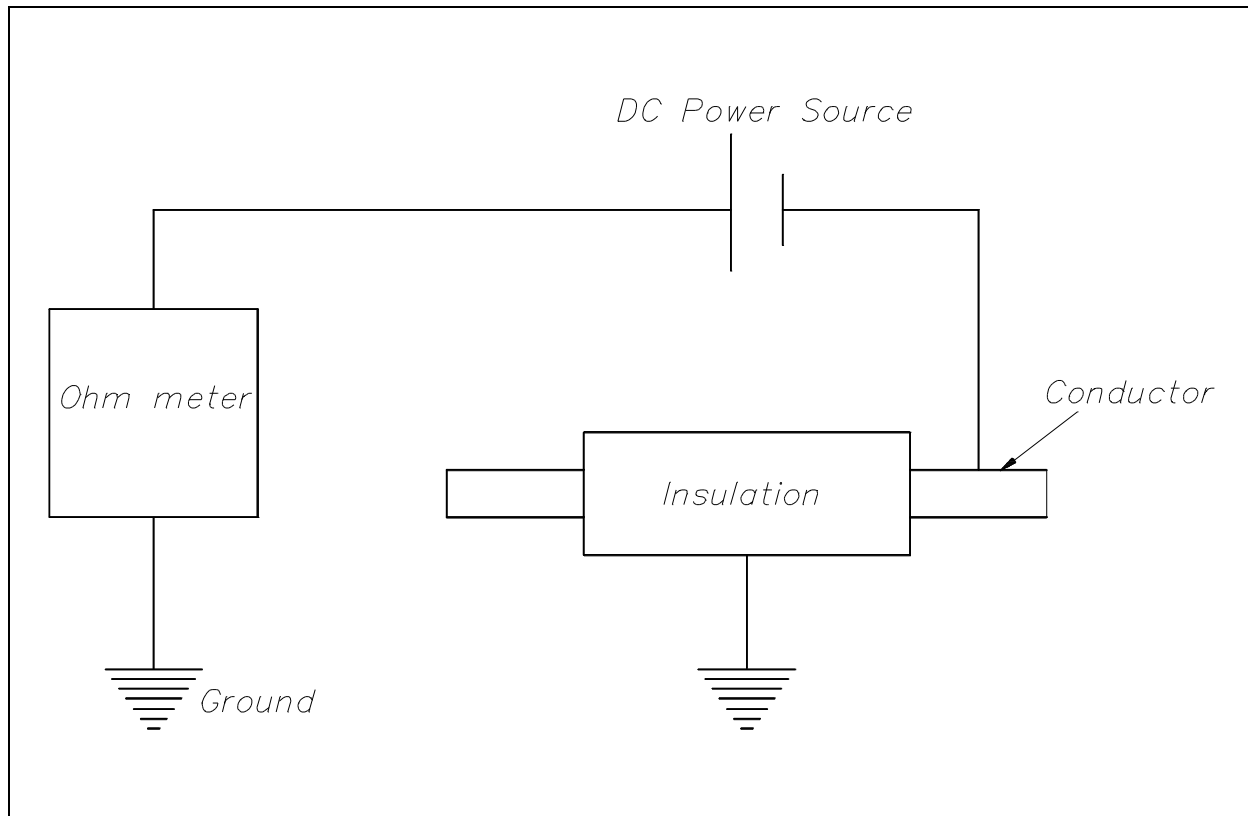 DC Power Source
Ohm meter
Conductor
Insulation
Ground